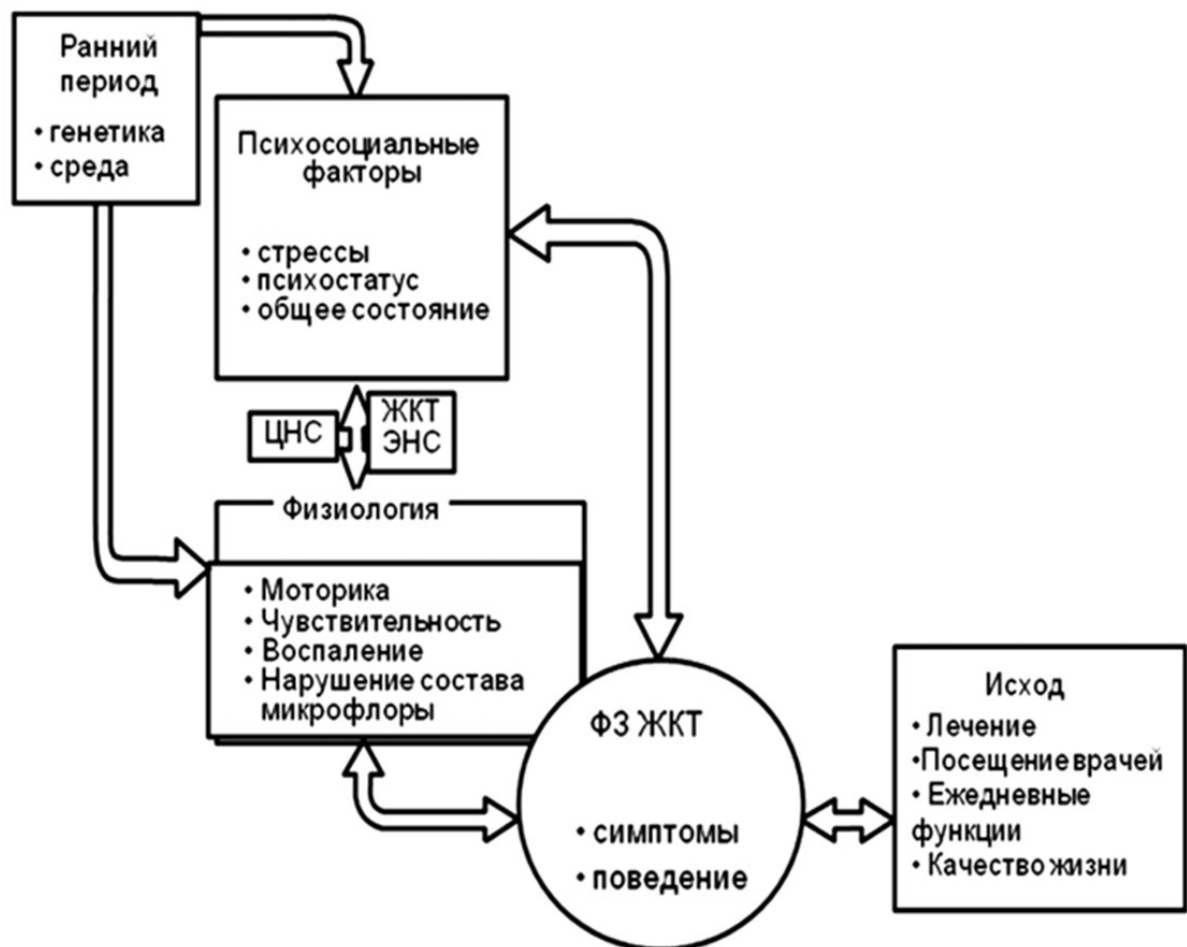 Ранний
период
• генетика
• среда
Психосоциальные
факторы
• стрессы
• психостатус
• общее состояние
ЦНС
ЖКТ
ЭНС
Физиология
• Моторика
• Чувствительность
• Воспаление
• Нарушение состава
микрофлоры
ФЗ ЖКТ
• симптомы
• поведение
Исход
• Лечение
•Посещение врачей
• Ежедневные
функции
• Качество жизни